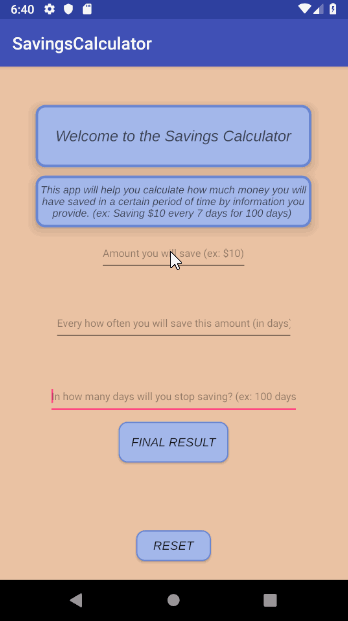 6:40
SavingsCalculator
Welcome to the Savings Calculator
This app will help you calculate how much money you will
have saved in a certain period of time by information you
provide. (ex: Saving $10 every 7 days for 100 days)
Amount you will save (ex: $10)
Every how often you will save this amount (in days)
In how many days will you stop saving? (ex: 100 days
FINAL RESULT
RESET